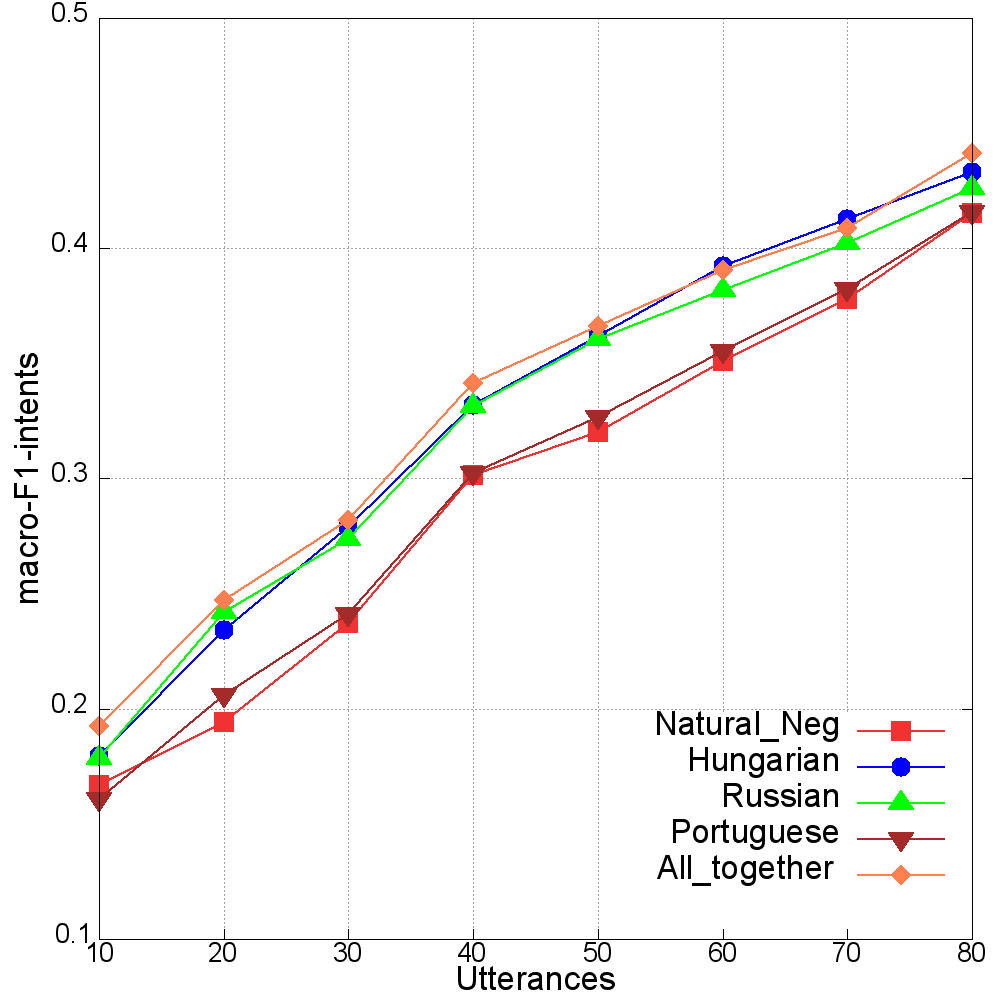 0.5
0.4
0.3
0.2
0.1
macro-F1-intents
Natural_Neg
Hungarian
Russian
Portuguese
All_together
10 20 30 40 50 60 70 80
Utterances